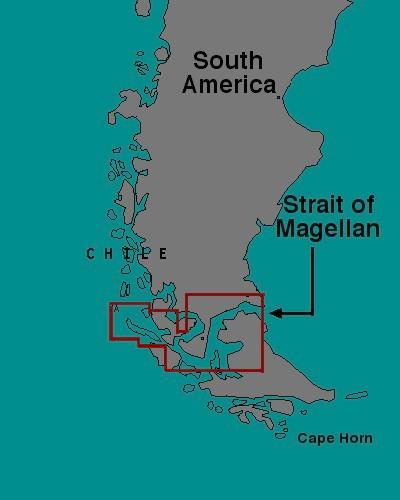 South
America
Strait of
Magellan
CHILE
A
Cape Horn